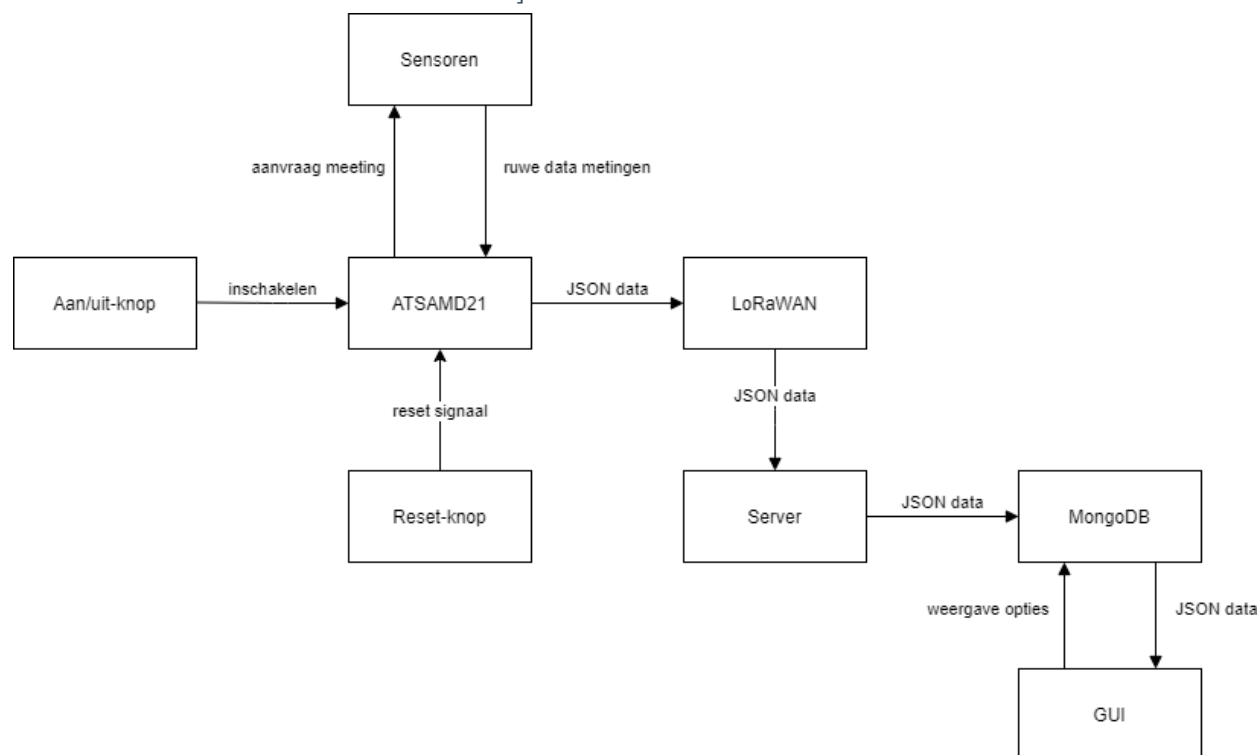 Sensoren
aanvraag meeting
ruwe data metingen
Aan/uit-knop
inschakelen
ATSAMD21
JSON data
LoRaWAN
reset signaal
JSON data
Reset-knop
Server
JSON data
MongoDB
weergave opties
JSON data
GUI